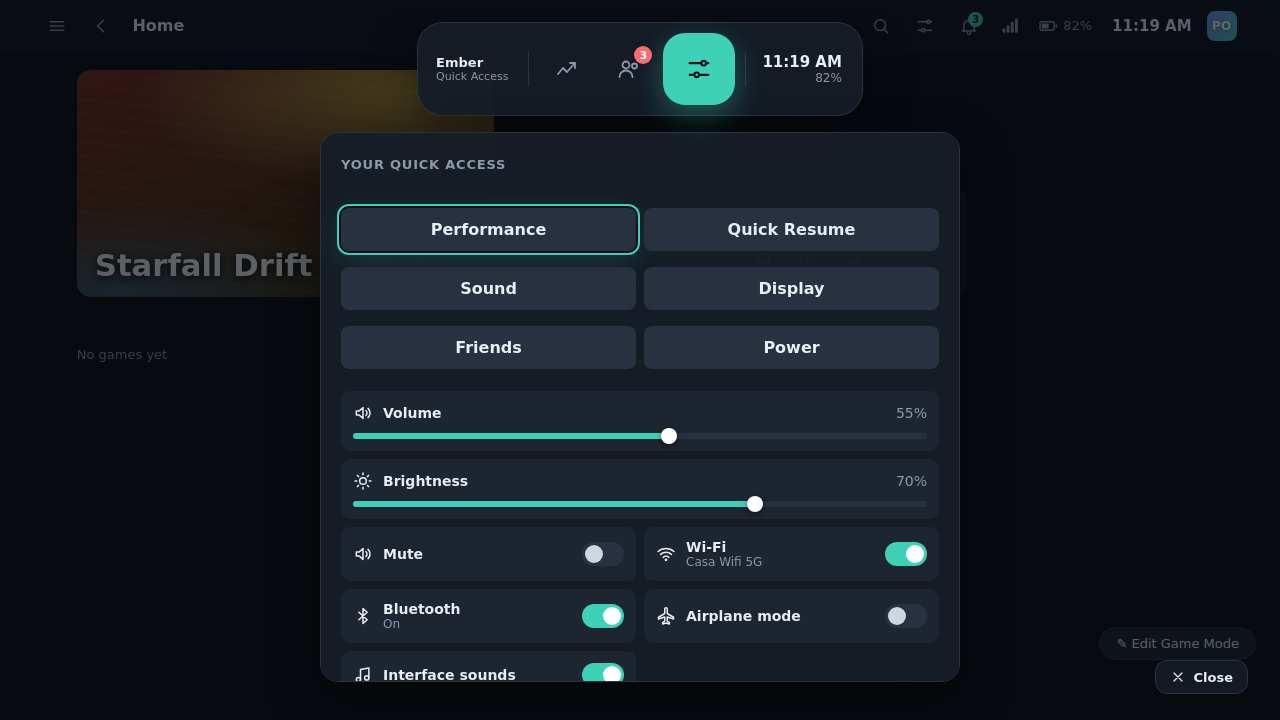 Home
3
82%
11:19 AM
PO
Ember
Quick Access
3
11:19 AM
82%
Starfall Drift
No games yet
YOUR QUICK ACCESS
Performance
Quick Resume
Sound
Display
Friends
Power
Volume
55%
Brightness
70%
Mute
Wi-Fi
Casa Wifi 5G
Bluetooth
On
Airplane mode
Interface sounds
✎ Edit Game Mode
Close